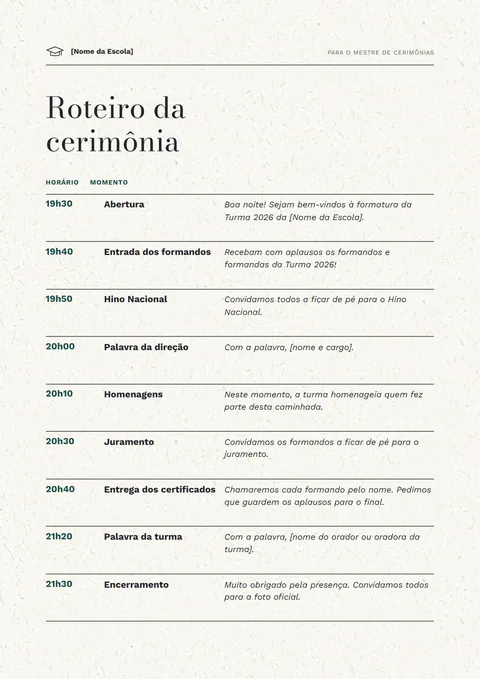 [Nome da Escola]
PARA O MESTRE DE CERIMÔNIAS
Roteiro da
cerimônia
HORÁRIO MOMENTO
19h30 Abertura Boa noite! Sejam bem-vindos à formatura da
Turma 2026 da [Nome da Escola].
19h40 Entrada dos formandos Recebam com aplausos os formandos e
formandas da Turma 2026!
19h50 Hino Nacional Convidamos todos a ficar de pé para o Hino
Nacional.
20h00 Palavra da direção Com a palavra, [nome e cargo].
20h10 Homenagens Neste momento, a turma homenageia quem fez
parte desta caminhada.
20h30 Juramento Convidamos os formandos a ficar de pé para o
juramento.
20h40 Entrega dos certificados Chamaremos cada formando pelo nome. Pedimos
que guardem os aplausos para o final.
21h20 Palavra da turma Com a palavra, [nome do orador ou oradora da
turma].
21h30 Encerramento Muito obrigado pela presença. Convidamos todos
para a foto oficial.